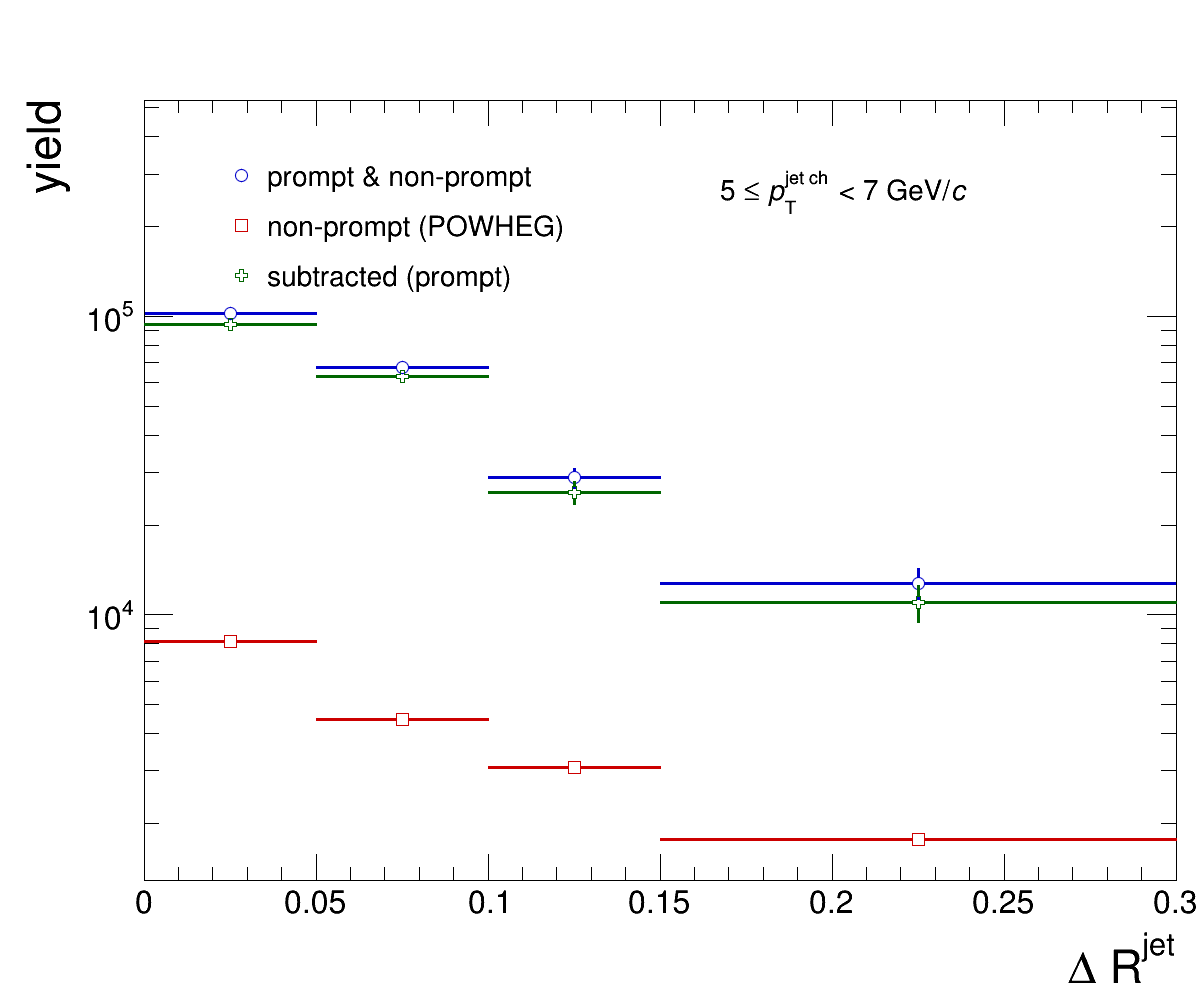 yield
prompt & non-prompt
non-prompt (POWHEG)
subtracted (prompt)
5 ≤ p_T^{jet ch} < 7 GeV/c
10^5
10^4
0 0.05 0.1 0.15 0.2 0.25 0.3
Δ R^{jet}